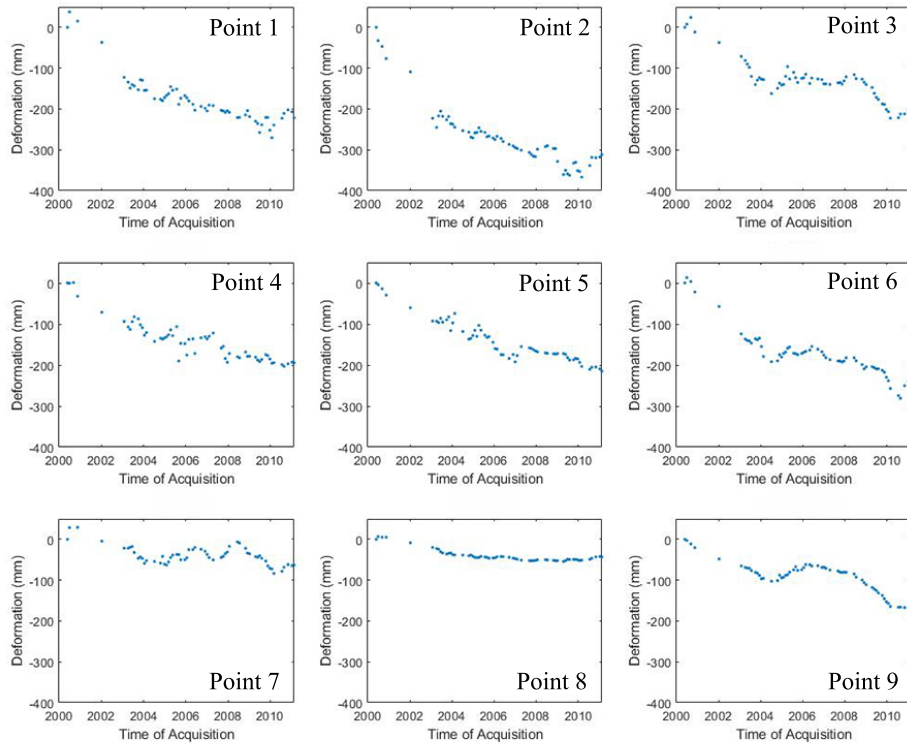 Point 1
Point 2
Point 3
0
-100
-200
-300
-400
Deformation (mm)
2000 2002 2004 2006 2008 2010
Time of Acquisition
0
-100
-200
-300
-400
Deformation (mm)
2000 2002 2004 2006 2008 2010
Time of Acquisition
0
-100
-200
-300
-400
Deformation (mm)
2000 2002 2004 2006 2008 2010
Time of Acquisition
Point 4
Point 5
Point 6
0
-100
-200
-300
-400
Deformation (mm)
2000 2002 2004 2006 2008 2010
Time of Acquisition
0
-100
-200
-300
-400
Deformation (mm)
2000 2002 2004 2006 2008 2010
Time of Acquisition
0
-100
-200
-300
-400
Deformation (mm)
2000 2002 2004 2006 2008 2010
Time of Acquisition
Point 7
Point 8
Point 9
0
-100
-200
-300
-400
Deformation (mm)
2000 2002 2004 2006 2008 2010
Time of Acquisition
0
-100
-200
-300
-400
Deformation (mm)
2000 2002 2004 2006 2008 2010
Time of Acquisition
0
-100
-200
-300
-400
Deformation (mm)
2000 2002 2004 2006 2008 2010
Time of Acquisition